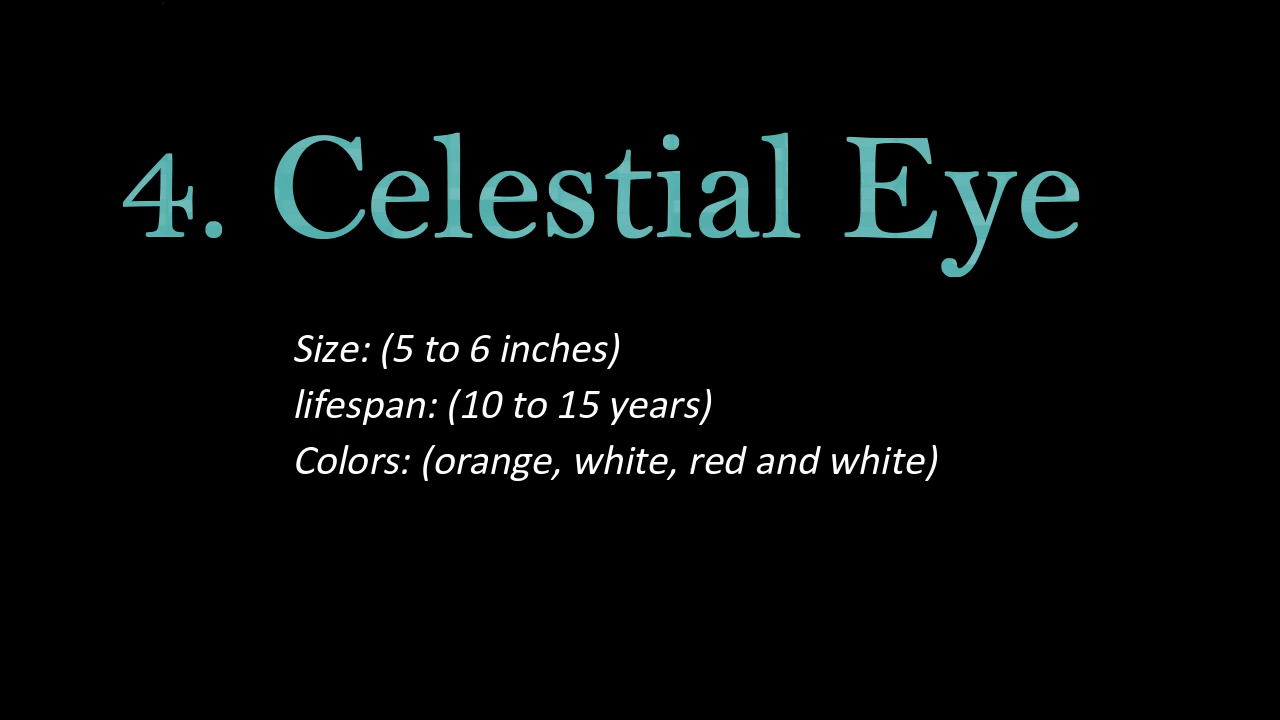 4. Celestial Eye
Size: (5 to 6 inches)
lifespan: (10 to 15 years)
Colors: (orange, white, red and white)